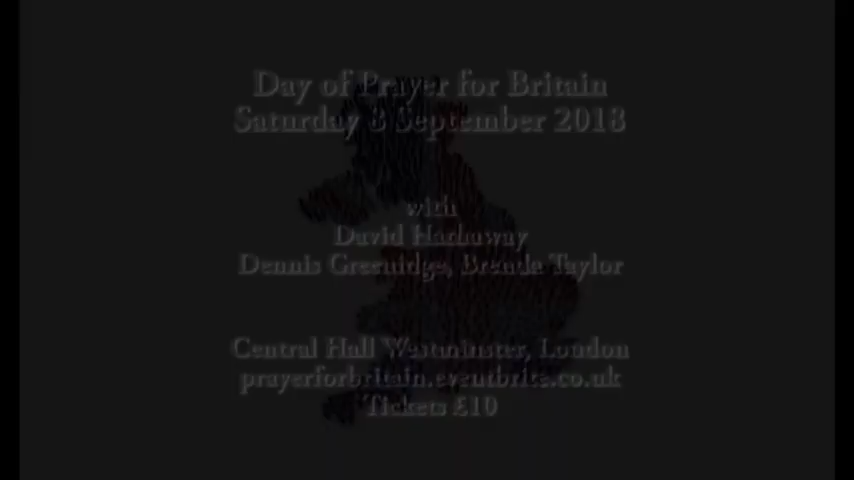 Day of Prayer for Britain
Saturday 8 September 2018
with
David Hathaway
Dennis Greenidge, Brenda Taylor
Central Hall Westminster, London
prayerforbritain.eventbrite.co.uk
Tickets £10